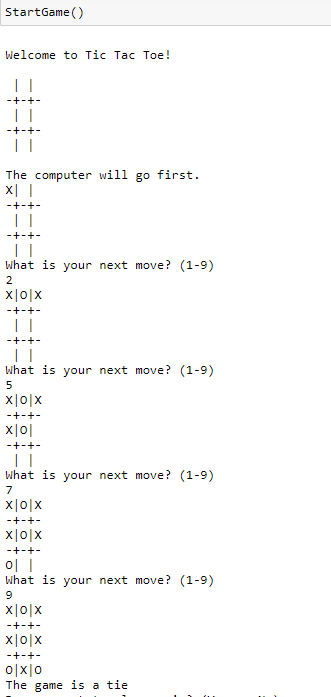 StartGame()
Welcome to Tic Tac Toe!
 | |
-+-+-
 | |
-+-+-
 | |
The computer will go first.
X| |
-+-+-
 | |
-+-+-
 | |
What is your next move? (1-9)
2
X|O|X
-+-+-
 | |
-+-+-
 | |
What is your next move? (1-9)
5
X|O|X
-+-+-
X|O|
-+-+-
 | |
What is your next move? (1-9)
7
X|O|X
-+-+-
X|O|X
-+-+-
O| |
What is your next move? (1-9)
9
X|O|X
-+-+-
X|O|X
-+-+-
O|X|O
The game is a tie